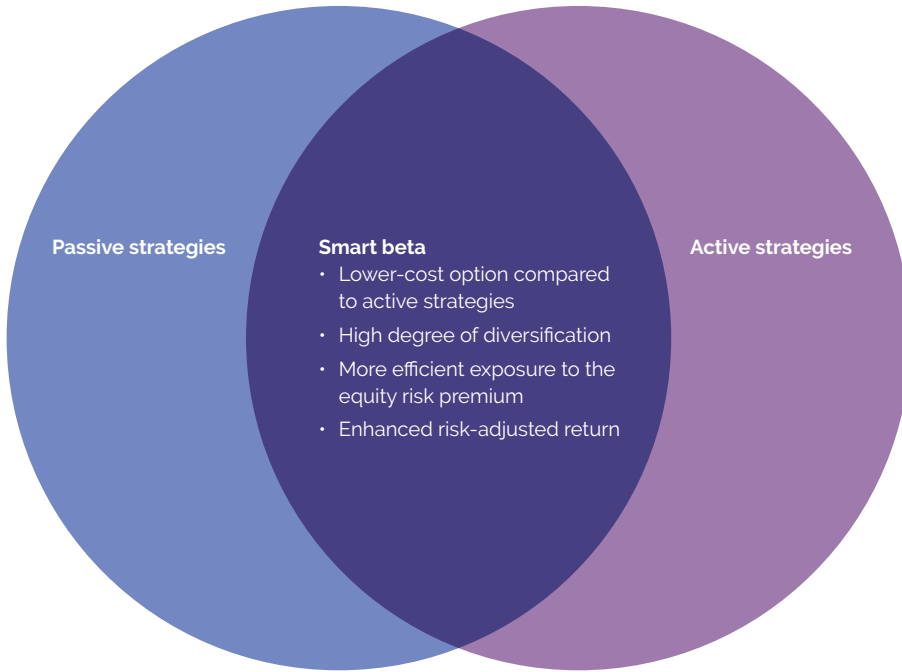 Passive strategies
Smart beta
• Lower-cost option compared
to active strategies
• High degree of diversification
• More efficient exposure to the
equity risk premium
• Enhanced risk-adjusted return
Active strategies